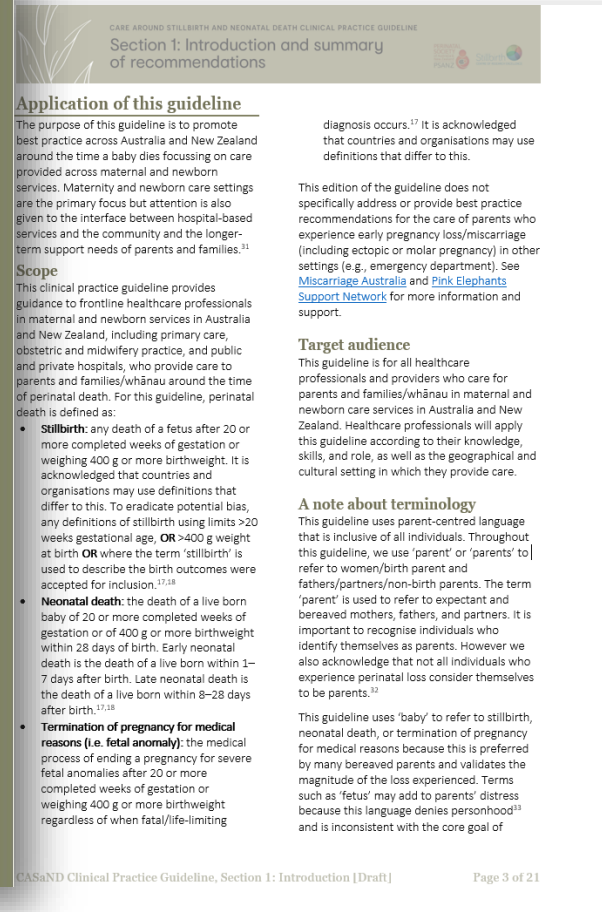 CARE AROUND STILLBIRTH AND NEONATAL DEATH CLINICAL PRACTICE GUIDELINE
Section 1: Introduction and summary
of recommendations
Application of this guideline
The purpose of this guideline is to promote
best practice across Australia and New Zealand
around the time a baby dies focussing on care
provided across maternal and newborn
services. Maternity and newborn care settings
are the primary focus but attention is also
given to the interface between hospital-based
services and the community and the longer-
term support needs of parents and families.31
Scope
This clinical practice guideline provides
guidance to frontline healthcare professionals
in maternal and newborn services in Australia
and New Zealand, including primary care,
obstetric and midwifery practice, and public
and private hospitals, who provide care to
parents and families/whānau around the time
of perinatal death. For this guideline, perinatal
death is defined as:
• Stillbirth: any death of a fetus after 20 or
more completed weeks of gestation or
weighing 400 g or more birthweight. It is
acknowledged that countries and
organisations may use definitions that
differ to this. To eradicate potential bias,
any definitions of stillbirth using limits >20
weeks gestational age, OR >400 g weight
at birth OR where the term ‘stillbirth’ is
used to describe the birth outcomes were
accepted for inclusion.17,18
• Neonatal death: the death of a live born
baby of 20 or more completed weeks of
gestation or of 400 g or more birthweight
within 28 days of birth. Early neonatal
death is the death of a live born within 1–
7 days after birth. Late neonatal death is
the death of a live born within 8–28 days
after birth.17,18
• Termination of pregnancy for medical
reasons (i.e. fetal anomaly): the medical
process of ending a pregnancy for severe
fetal anomalies after 20 or more
completed weeks of gestation or
weighing 400 g or more birthweight
regardless of when fatal/life-limiting
diagnosis occurs.17 It is acknowledged
that countries and organisations may use
definitions that differ to this.
This edition of the guideline does not
specifically address or provide best practice
recommendations for the care of parents who
experience early pregnancy loss/miscarriage
(including ectopic or molar pregnancy) in other
settings (e.g., emergency department). See
Miscarriage Australia and Pink Elephants
Support Network for more information and
support.
Target audience
This guideline is for all healthcare
professionals and providers who care for
parents and families/whānau in maternal and
newborn care services in Australia and New
Zealand. Healthcare professionals will apply
this guideline according to their knowledge,
skills, and role, as well as the geographical and
cultural setting in which they provide care.
A note about terminology
This guideline uses parent-centred language
that is inclusive of all individuals. Throughout
this guideline, we use ‘parent’ or ‘parents’ to
refer to women/birth parent and
fathers/partners/non-birth parents. The term
‘parent’ is used to refer to expectant and
bereaved mothers, fathers, and partners. It is
important to recognise individuals who
identify themselves as parents. However we
also acknowledge that not all individuals who
experience perinatal loss consider themselves
to be parents.32
This guideline uses ‘baby’ to refer to stillbirth,
neonatal death, or termination of pregnancy
for medical reasons because this is preferred
by many bereaved parents and validates the
magnitude of the loss experienced. Terms
such as ‘fetus’ may add to parents’ distress
because this language denies personhood33
and is inconsistent with the core goal of
CASaND Clinical Practice Guideline, Section 1: Introduction [Draft]
Page 3 of 21